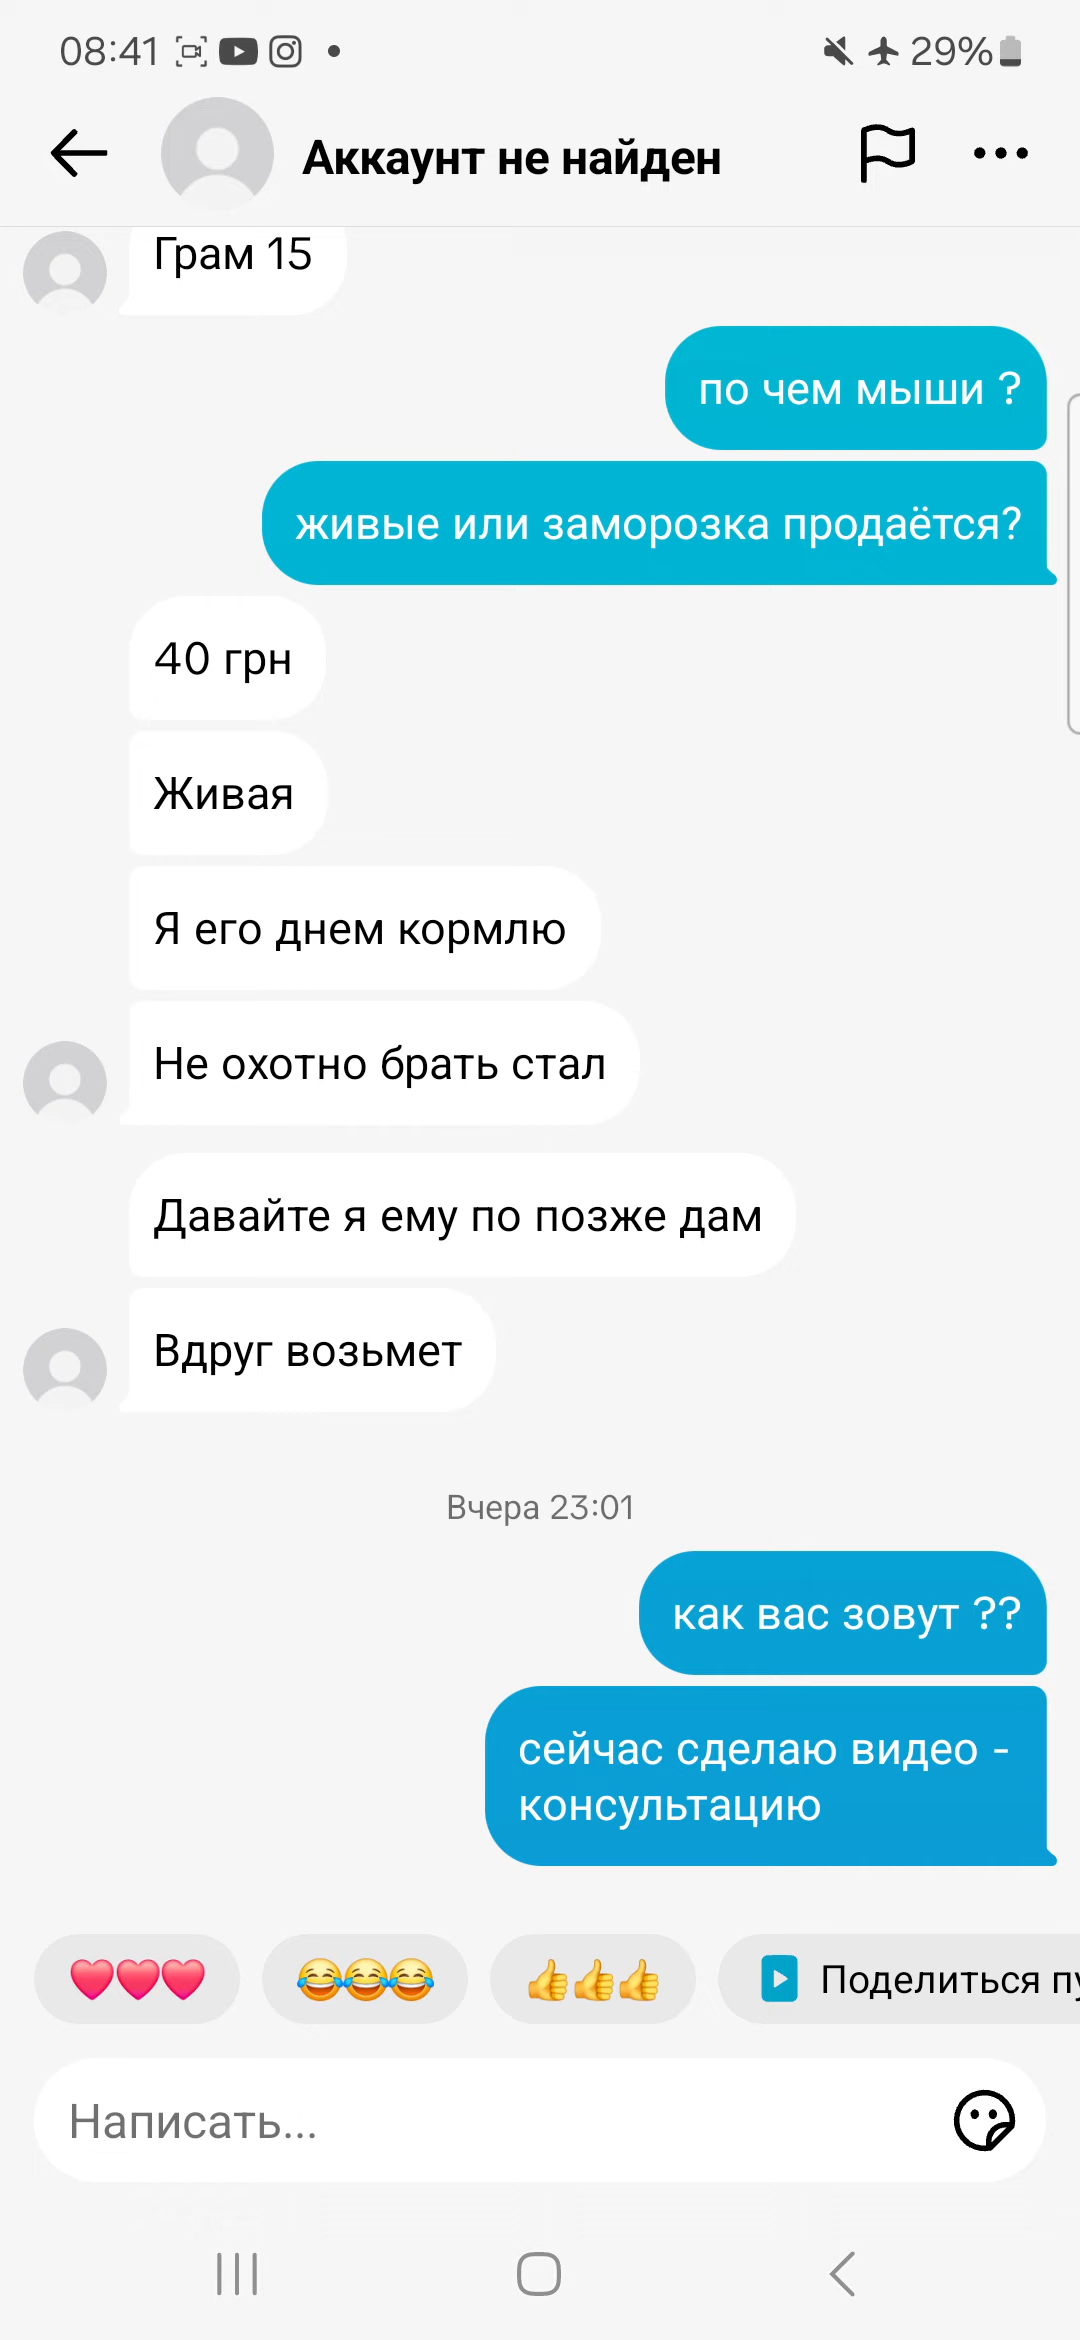 08:41
29%
Аккаунт не найден
Грам 15
по чем мыши ?
живые или заморозка продаётся?
40 грн
Живая
Я его днем кормлю
Не охотно брать стал
Давайте я ему по позже дам
Вдруг возьмет
Вчера 23:01
как вас зовут ??
сейчас сделаю видео -
консультацию
Поделиться пу
Написать...